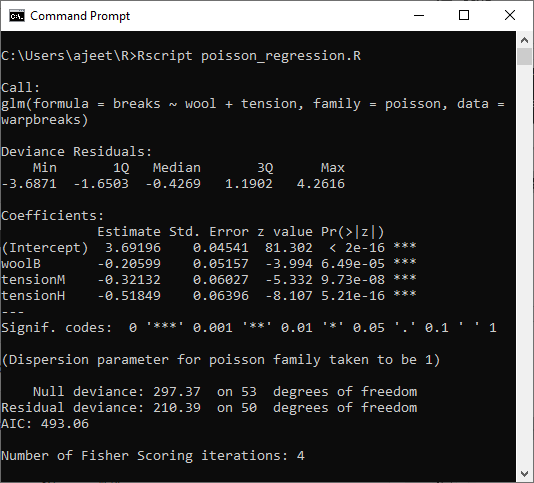 Command Prompt
C:\Users\ajeet\R>Rscript poisson_regression.R
Call:
glm(formula = breaks ~ wool + tension, family = poisson, data =
warpbreaks)
Deviance Residuals:
    Min       1Q   Median       3Q      Max
-3.6871  -1.6503  -0.4269   1.1902   4.2616
Coefficients:
            Estimate Std. Error z value Pr(>|z|)
(Intercept)  3.69196    0.04541  81.302  < 2e-16 ***
woolB       -0.20599    0.05157  -3.994 6.49e-05 ***
tensionM    -0.32132    0.06027  -5.332 9.73e-08 ***
tensionH    -0.51849    0.06396  -8.107 5.21e-16 ***
---
Signif. codes:  0 '***' 0.001 '**' 0.01 '*' 0.05 '.' 0.1 ' ' 1
(Dispersion parameter for poisson family taken to be 1)
    Null deviance: 297.37  on 53  degrees of freedom
Residual deviance: 210.39  on 50  degrees of freedom
AIC: 493.06
Number of Fisher Scoring iterations: 4